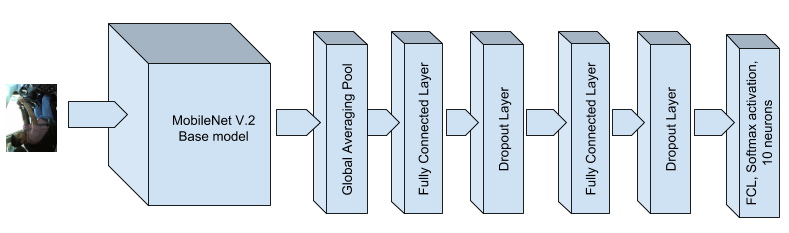 MobileNet V.2
Base model
Global Averaging Pool
Fully Connected Layer
Dropout Layer
Fully Connected Layer
Dropout Layer
FCL, Softmax activation,
10 neurons